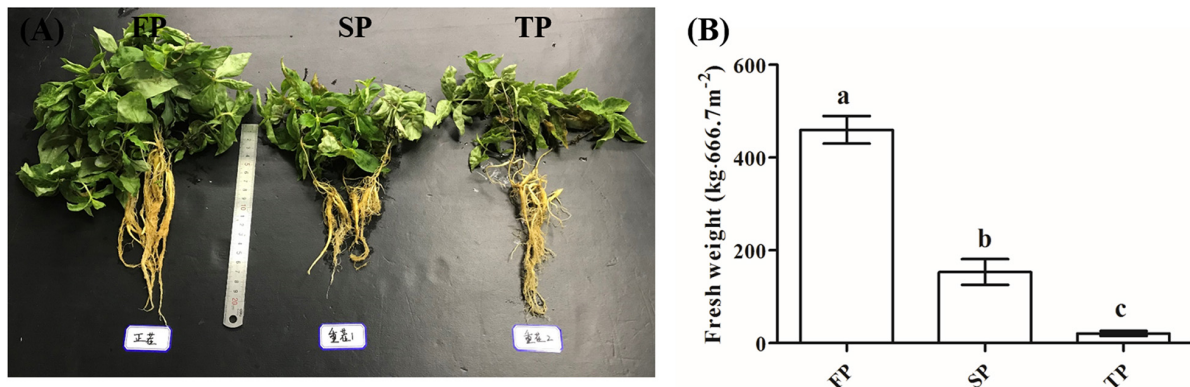 (A) FP SP TP
正茬
重茬1
重茬2
(B)
Fresh weight (kg·666.7m⁻²)
600
400
200
0
a
b
c
FP
SP
TP